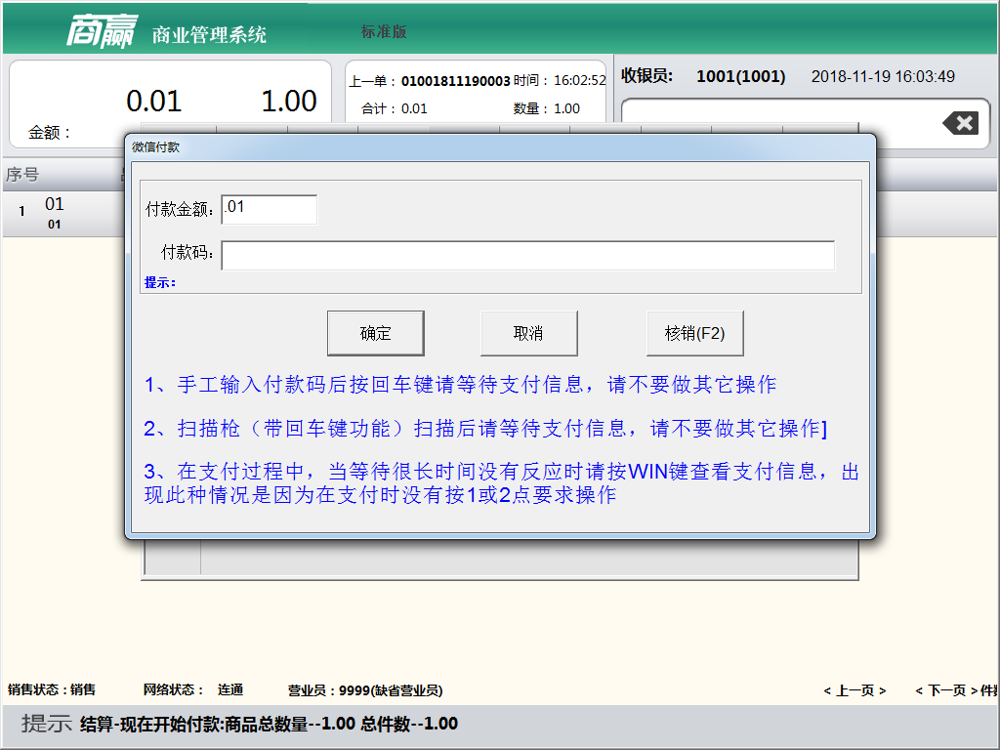 商赢 商业管理系统 标准版
0.01 1.00
金额：
上一单： 01001811190003 时间： 16:02:52
合计： 0.01 数量： 1.00
收银员: 1001(1001) 2018-11-19 16:03:49
序号
1 01
01
微信付款
付款金额: .01
付款码:
提示:
确定 取消 核销(F2)
1、手工输入付款码后按回车键请等待支付信息，请不要做其它操作
2、扫描枪（带回车键功能）扫描后请等待支付信息，请不要做其它操作]
3、在支付过程中，当等待很长时间没有反应时请按WIN键查看支付信息，出
现此种情况是因为在支付时没有按1或2点要求操作
销售状态：销售 网络状态： 连通 营业员：9999(缺省营业员) < 上一页 > < 下一页 > 件
提示 结算-现在开始付款:商品总数量--1.00 总件数--1.00